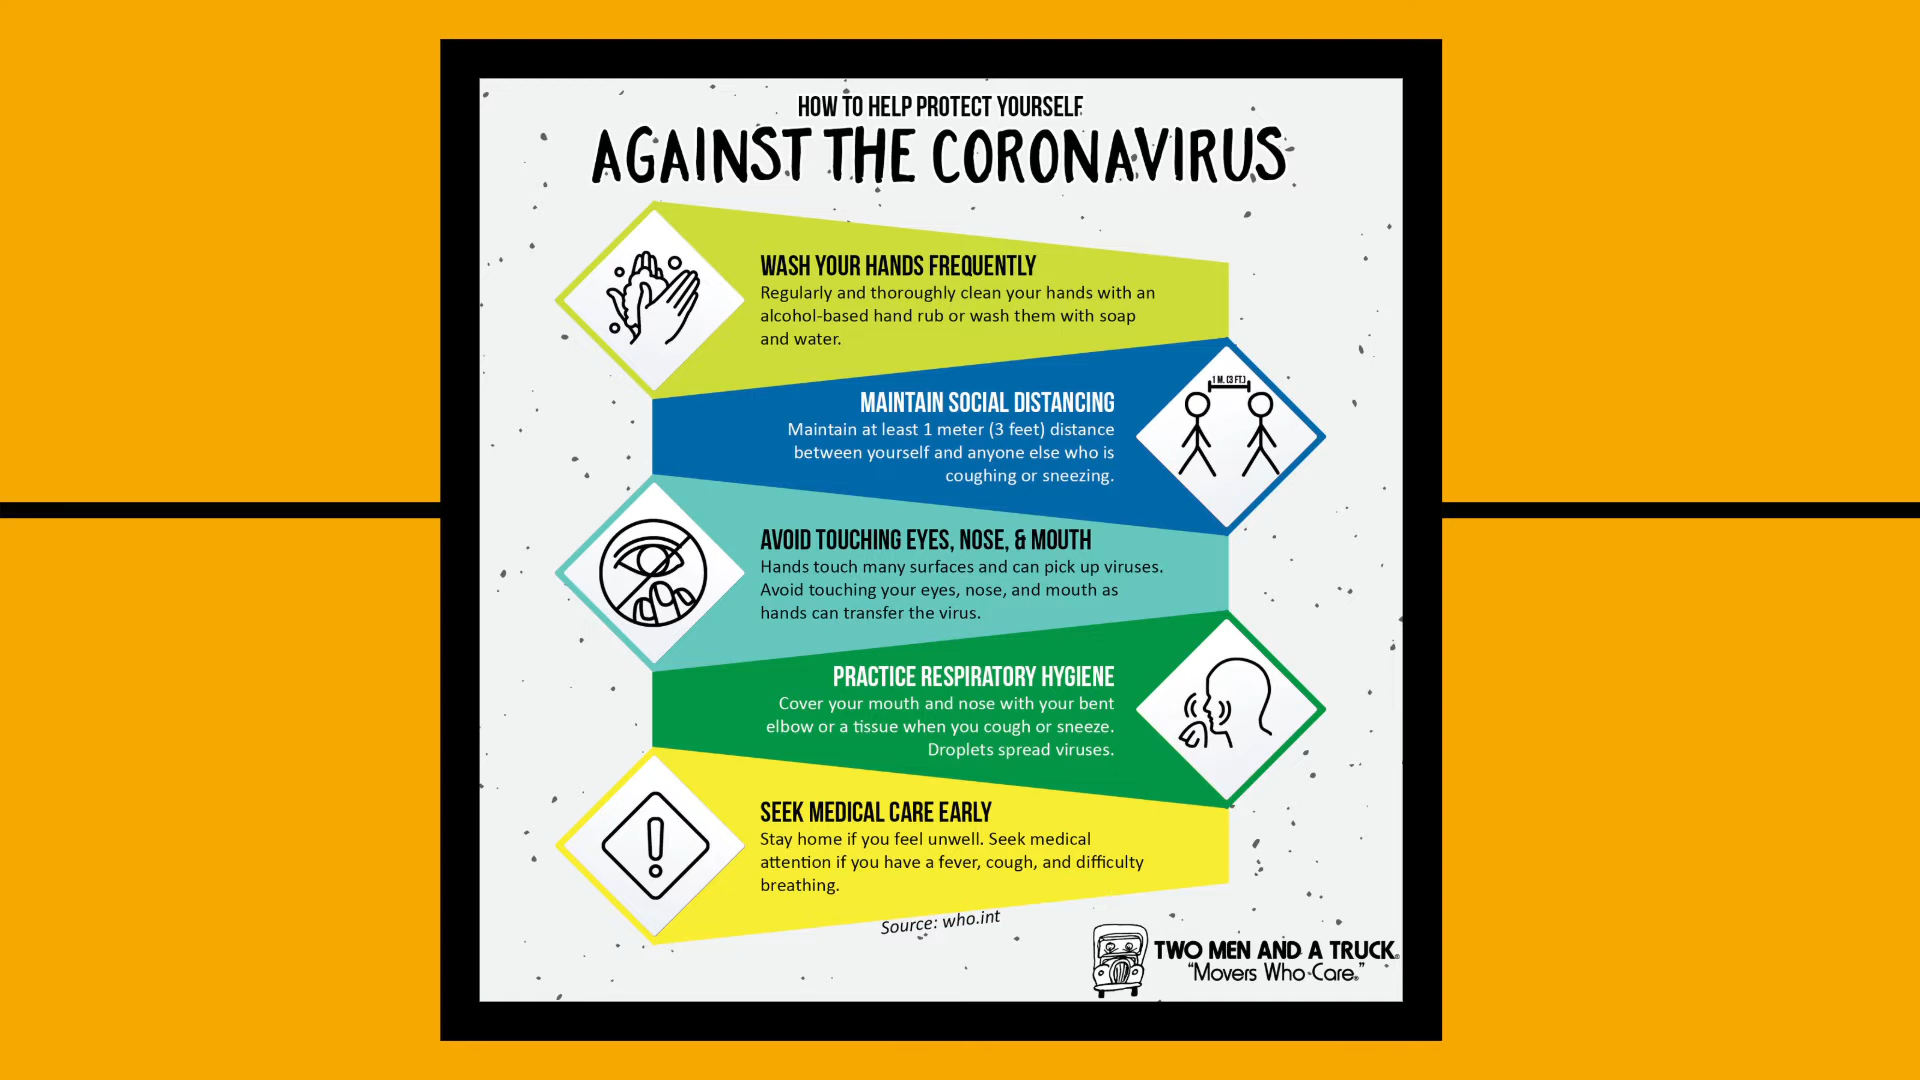 HOW TO HELP PROTECT YOURSELF
AGAINST THE CORONAVIRUS
WASH YOUR HANDS FREQUENTLY
Regularly and thoroughly clean your hands with an
alcohol-based hand rub or wash them with soap
and water.
1 M. (3 FT.)
MAINTAIN SOCIAL DISTANCING
Maintain at least 1 meter (3 feet) distance
between yourself and anyone else who is
coughing or sneezing.
AVOID TOUCHING EYES, NOSE, & MOUTH
Hands touch many surfaces and can pick up viruses.
Avoid touching your eyes, nose, and mouth as
hands can transfer the virus.
PRACTICE RESPIRATORY HYGIENE
Cover your mouth and nose with your bent
elbow or a tissue when you cough or sneeze.
Droplets spread viruses.
SEEK MEDICAL CARE EARLY
Stay home if you feel unwell. Seek medical
attention if you have a fever, cough, and difficulty
breathing.
Source: who.int
TWO MEN AND A TRUCK®
"Movers Who Care®"